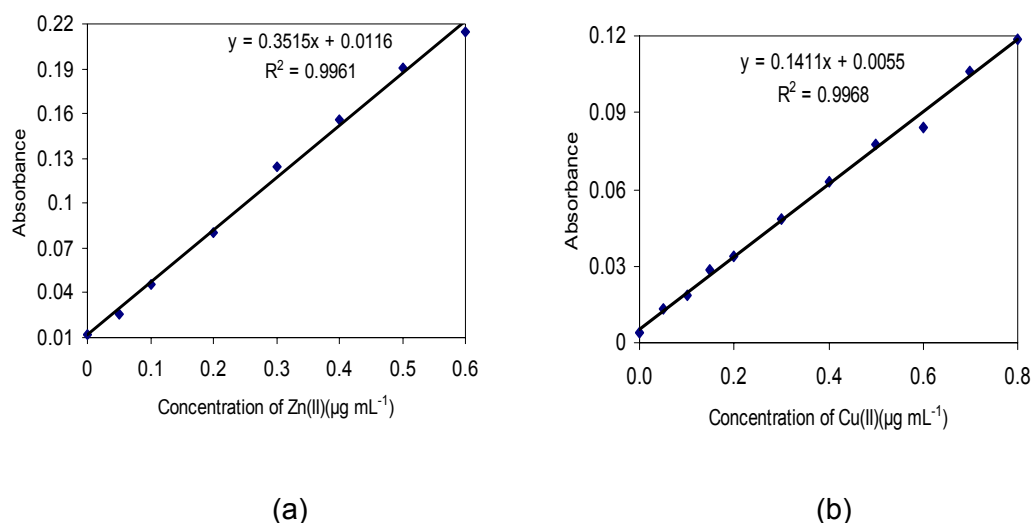 0.22
0.19
0.16
0.13
0.1
0.07
0.04
0.01
Absorbance
y = 0.3515x + 0.0116
R² = 0.9961
0 0.1 0.2 0.3 0.4 0.5 0.6
Concentration of Zn(II)(µg mL⁻¹)
(a)
0.12
0.09
0.06
0.03
0
Absorbance
y = 0.1411x + 0.0055
R² = 0.9968
0.0 0.2 0.4 0.6 0.8
Concentration of Cu(II)(µg mL⁻¹)
(b)